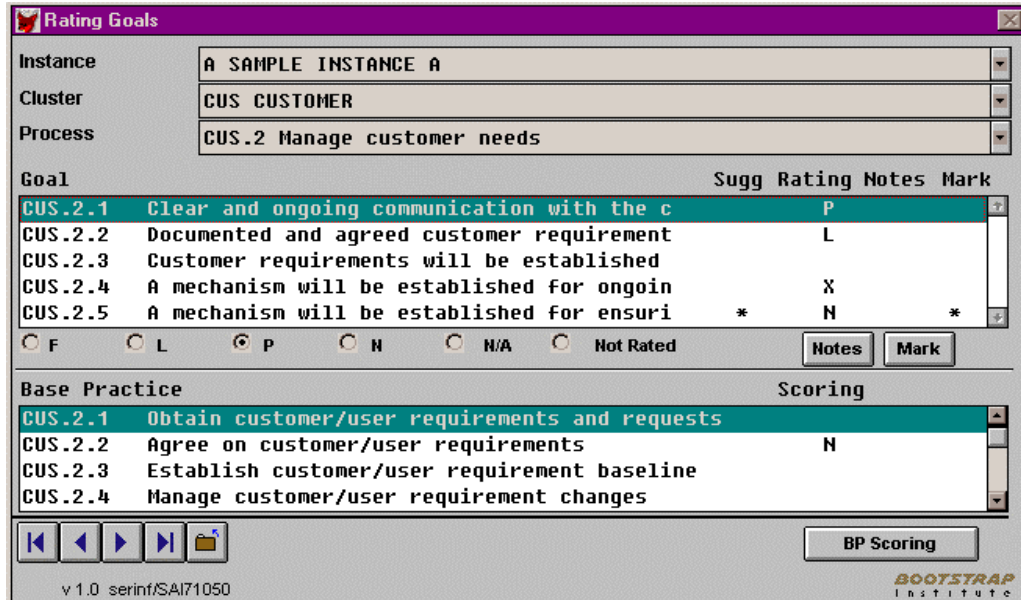 Rating Goals
Instance A SAMPLE INSTANCE A
Cluster CUS CUSTOMER
Process CUS.2 Manage customer needs
Goal Sugg Rating Notes Mark
CUS.2.1 Clear and ongoing communication with the c P
CUS.2.2 Documented and agreed customer requirement L
CUS.2.3 Customer requirements will be established
CUS.2.4 A mechanism will be established for ongoin X
CUS.2.5 A mechanism will be established for ensuri * N *
F L P N N/A Not Rated Notes Mark
Base Practice Scoring
CUS.2.1 Obtain customer/user requirements and requests
CUS.2.2 Agree on customer/user requirements N
CUS.2.3 Establish customer/user requirement baseline
CUS.2.4 Manage customer/user requirement changes
BP Scoring
v 1.0 serinf/SAI71050
BOOTSTRAP
Institute